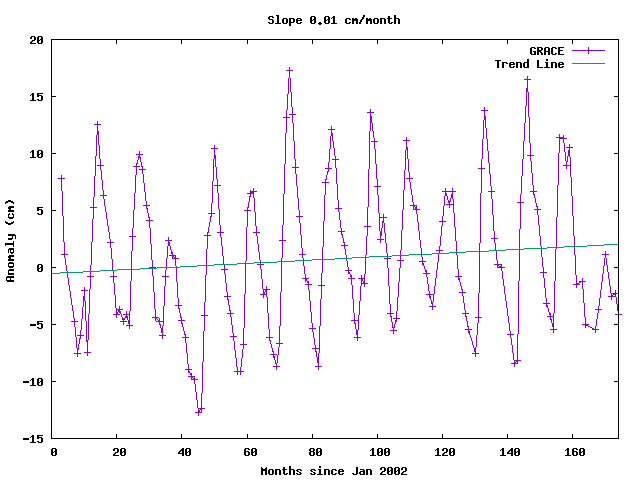 Slope 0.01 cm/month
GRACE
Trend Line
20
15
10
5
0
-5
-10
-15
Anomaly (cm)
0 20 40 60 80 100 120 140 160
Months since Jan 2002